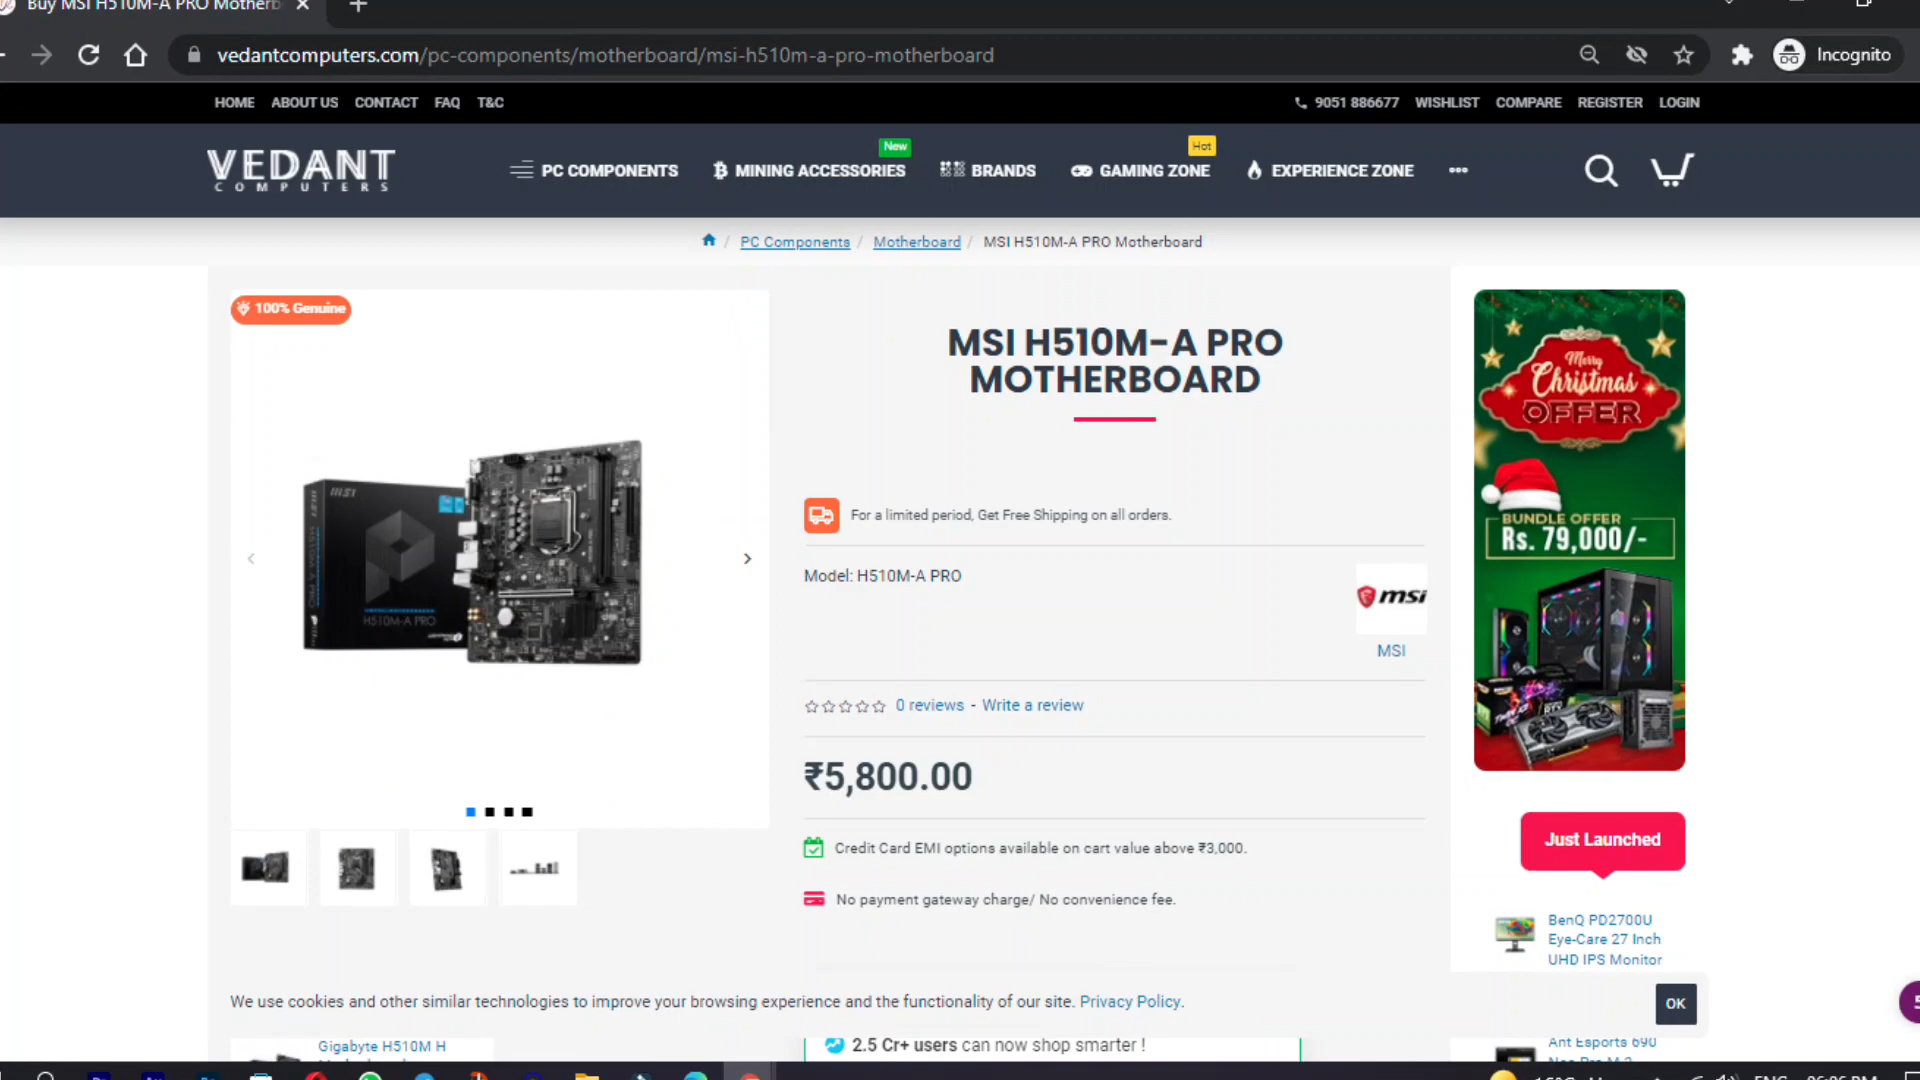 Buy MSI H510M-A PRO Motherb
vedantcomputers.com/pc-components/motherboard/msi-h510m-a-pro-motherboard
Incognito
HOME ABOUT US CONTACT FAQ T&C
9051 886677 WISHLIST COMPARE REGISTER LOGIN
VEDANT
COMPUTERS
PC COMPONENTS
New
MINING ACCESSORIES
BRANDS
Hot
GAMING ZONE
EXPERIENCE ZONE
PC Components / Motherboard / MSI H510M-A PRO Motherboard
100% Genuine
MSI H510M-A PRO
MOTHERBOARD
msi
H510M-A PRO
For a limited period, Get Free Shipping on all orders.
Model: H510M-A PRO
msi
MSI
0 reviews - Write a review
₹5,800.00
Credit Card EMI options available on cart value above ₹3,000.
No payment gateway charge/ No convenience fee.
Merry
Christmas
OFFER
BUNDLE OFFER
Rs. 79,000/-
Just Launched
BenQ PD2700U
Eye-Care 27 Inch
UHD IPS Monitor
We use cookies and other similar technologies to improve your browsing experience and the functionality of our site. Privacy Policy.
OK
Gigabyte H510M H
2.5 Cr+ users can now shop smarter !
Ant Esports 690